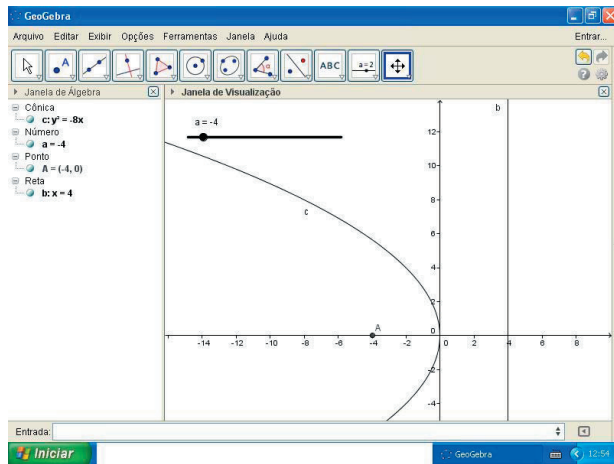 GeoGebra
Arquivo Editar Exibir Opções Ferramentas Janela Ajuda
Entrar...
A
ABC
a=2
Janela de Álgebra
Cônica
c: y² = -8x
Número
a = -4
Ponto
A = (-4, 0)
Reta
b: x = 4
Janela de Visualização
a = -4
b
c
A
12
10
8
6
4
2
0
-2
-4
-14 -12 -10 -8 -6 -4 -2 0 2 4 6 8
Entrada:
Iniciar
GeoGebra
12:54